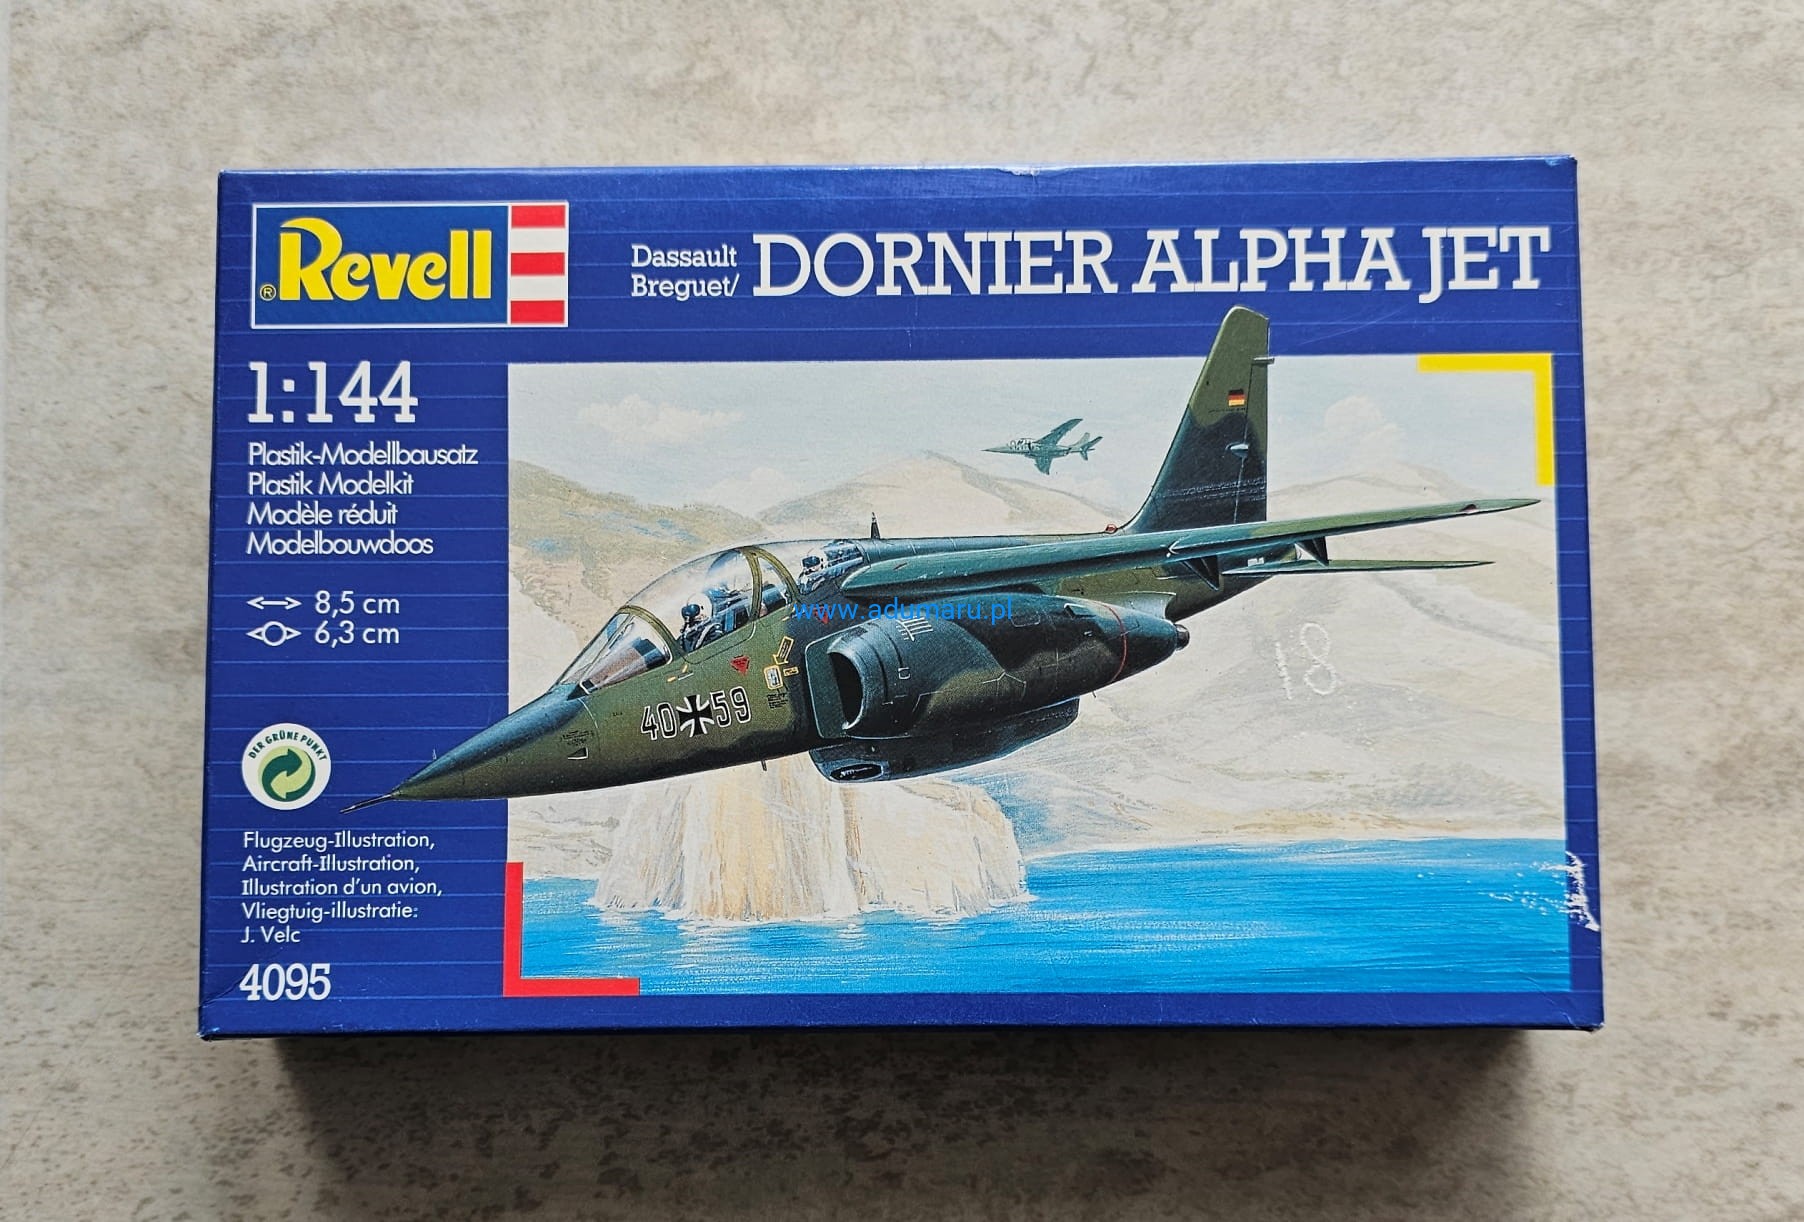 Revell
®
Dassault
Breguet/
DORNIER ALPHA JET
1:144
Plastik-Modellbausatz
Plastik Modelkit
Modèle réduit
Modelbouwdoos
8,5 cm
6,3 cm
DER GRÜNE PUNKT
Flugzeug-Illustration,
Aircraft-Illustration,
Illustration d'un avion,
Vliegtuig-illustratie:
J. Velc
4095
40 59
www.adumaru.pl
18